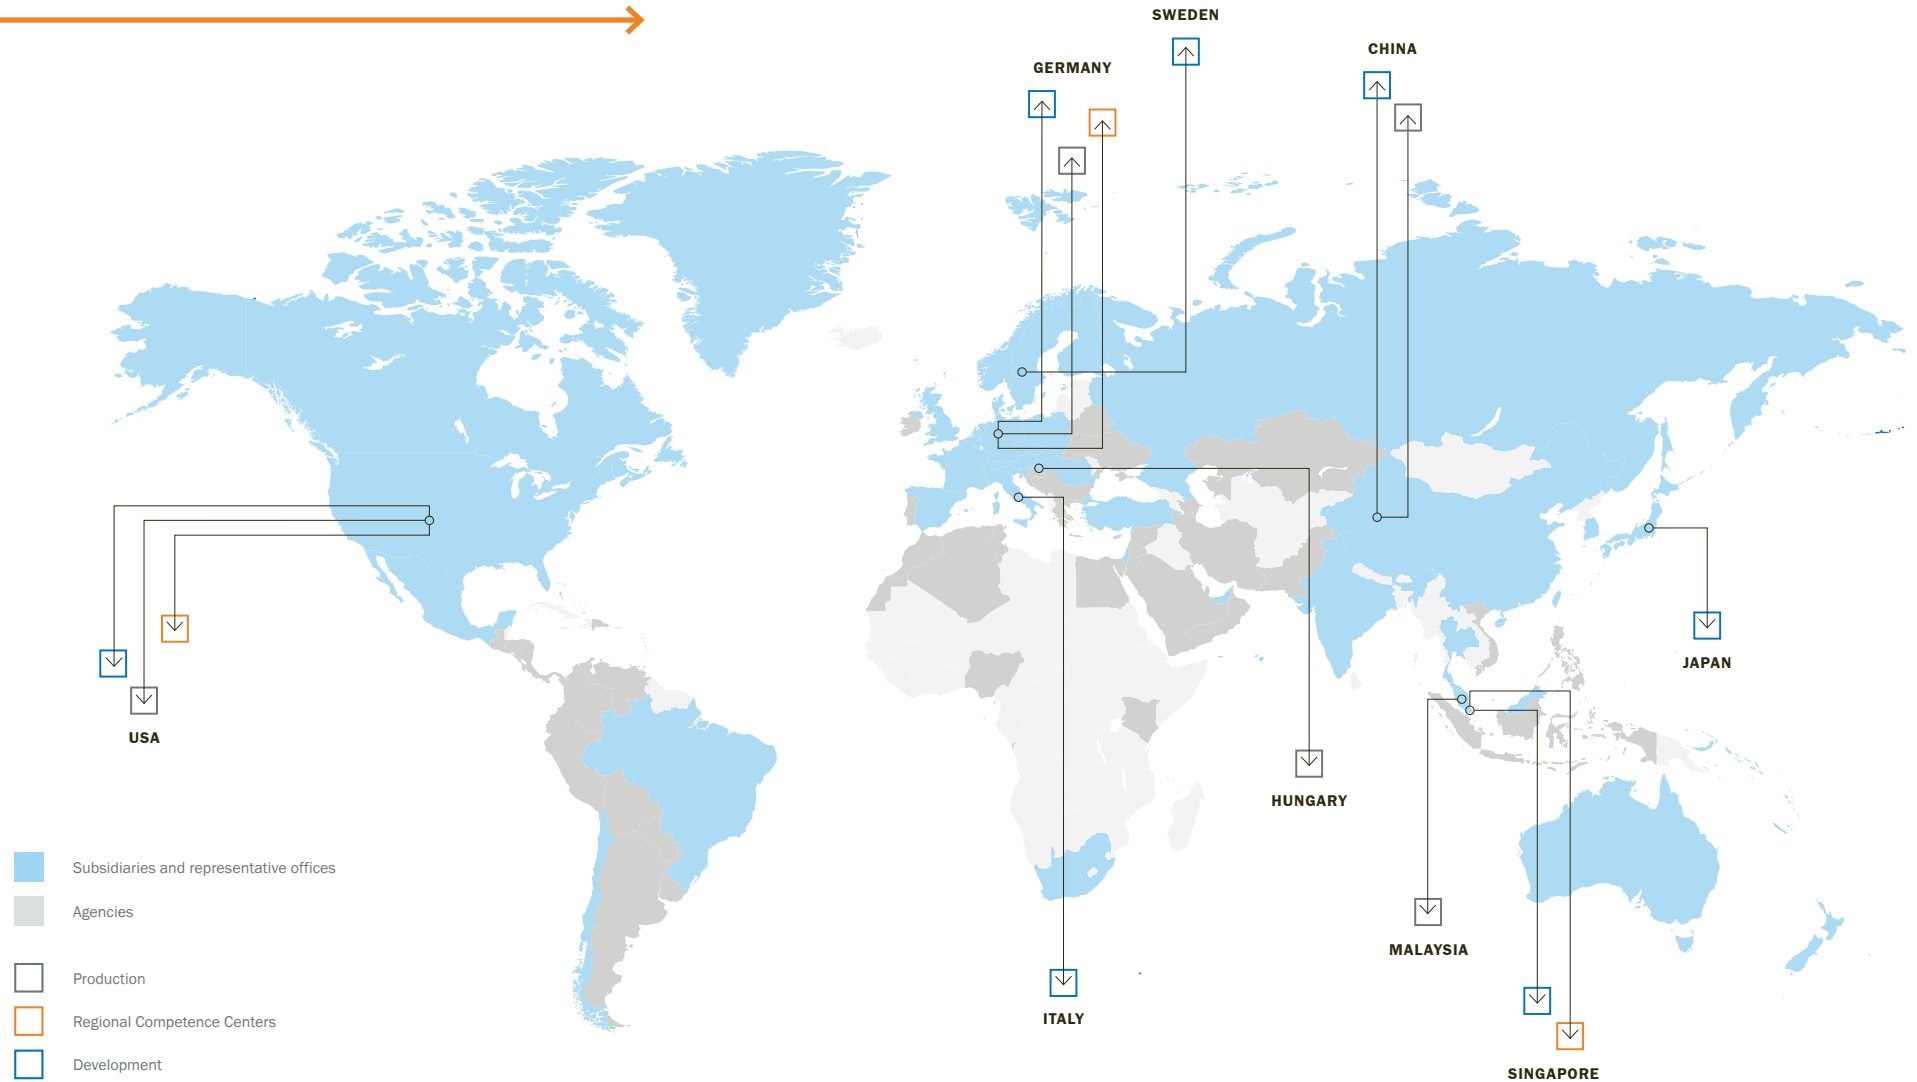 SWEDEN
CHINA
GERMANY
JAPAN
USA
HUNGARY
Subsidiaries and representative offices
Agencies
MALAYSIA
Production
ITALY
Regional Competence Centers
Development
SINGAPORE